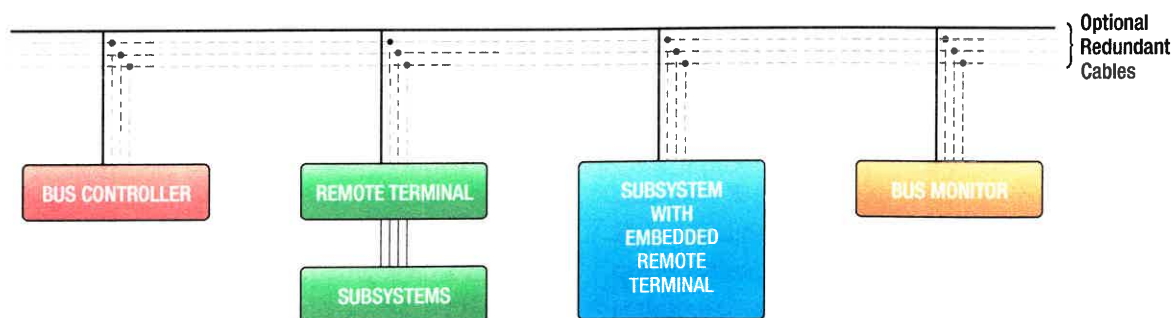 Optional
Redundant
Cables
BUS CONTROLLER
REMOTE TERMINAL
SUBSYSTEM
WITH
EMBEDDED
REMOTE
TERMINAL
BUS MONITOR
SUBSYSTEMS